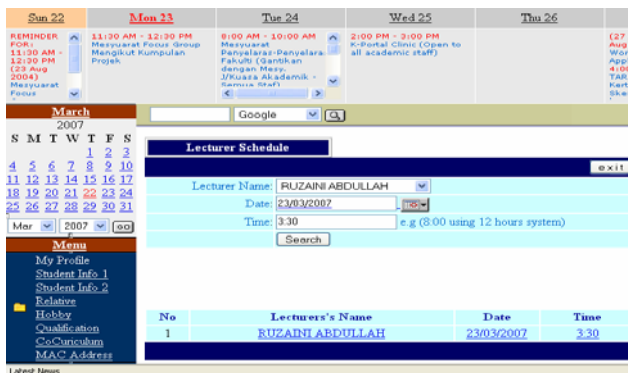 Sun 22
Mon 23
Tue 24
Wed 25
Thu 26
REMINDER
FOR:
11:30 AM -
12:30 PM
(23 Aug
2004)
Mesyuarat
Focus
11:30 AM - 12:30 PM
Mesyuarat Focus Group
Mengikut Kumpulan
Projek
8:00 AM - 10:00 AM
Mesyuarat
Penyelaras-Penyelaras
Fakulti (Gantikan
dengan Mesy.
J/Kuasa Akademik -
Semua Staf)
2:00 PM - 3:00 PM
K-Portal Clinic (Open to
all academic staff)
(27
Aug
Wor
App
4:00
TAR
Kert
Ske
March
2007
S M T W T F S
1 2 3
4 5 6 7 8 9 10
11 12 13 14 15 16 17
18 19 20 21 22 23 24
25 26 27 28 29 30 31
Mar 2007 GO
Menu
My Profile
Student Info 1
Student Info 2
Relative
Hobby
Qualification
CoCuriculum
MAC Address
Latest News
Google
Lecturer Schedule
exit
Lecturer Name: RUZAINI ABDULLAH
Date: 23/03/2007
Time: 3:30 e.g (8:00 using 12 hours system)
Search
No Lecturers's Name Date Time
1 RUZAINI ABDULLAH 23/03/2007 3:30